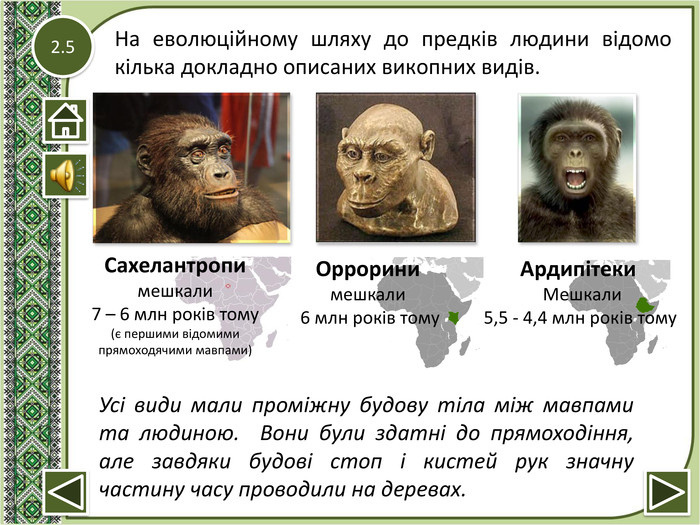 2.5
На еволюційному шляху до предків людини відомо
кілька докладно описаних викопних видів.
Сахелантропи
мешкали
7 – 6 млн років тому
(є першими відомими
прямоходячими мавпами)
Оррорини
мешкали
6 млн років тому
Ардипітеки
Мешкали
5,5 - 4,4 млн років тому
Усі види мали проміжну будову тіла між мавпами
та людиною. Вони були здатні до прямоходіння,
але завдяки будові стоп і кистей рук значну
частину часу проводили на деревах.